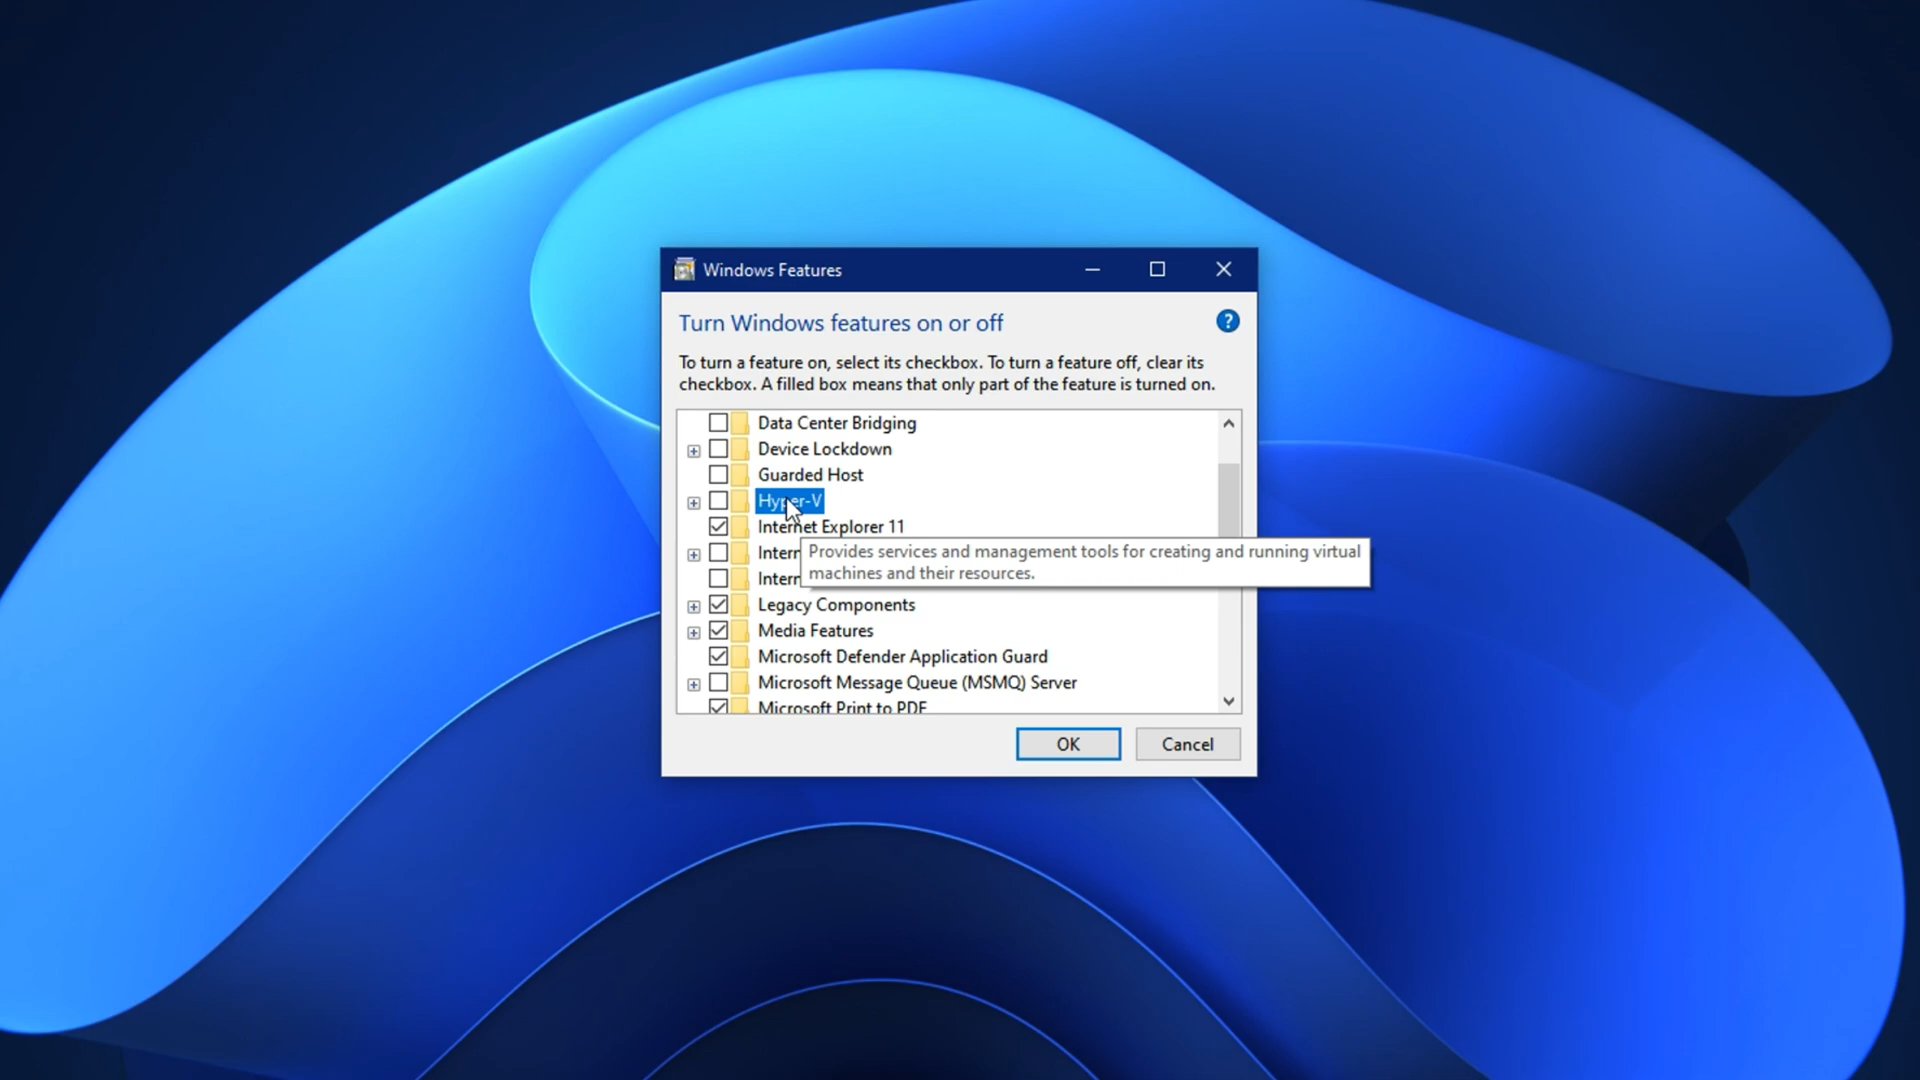 Windows Features
Turn Windows features on or off
?
To turn a feature on, select its checkbox. To turn a feature off, clear its
checkbox. A filled box means that only part of the feature is turned on.
Data Center Bridging
Device Lockdown
Guarded Host
Hyper-V
Internet Explorer 11
Intern
Provides services and management tools for creating and running virtual
machines and their resources.
Intern
Legacy Components
Media Features
Microsoft Defender Application Guard
Microsoft Message Queue (MSMQ) Server
Microsoft Print to PDF
OK
Cancel